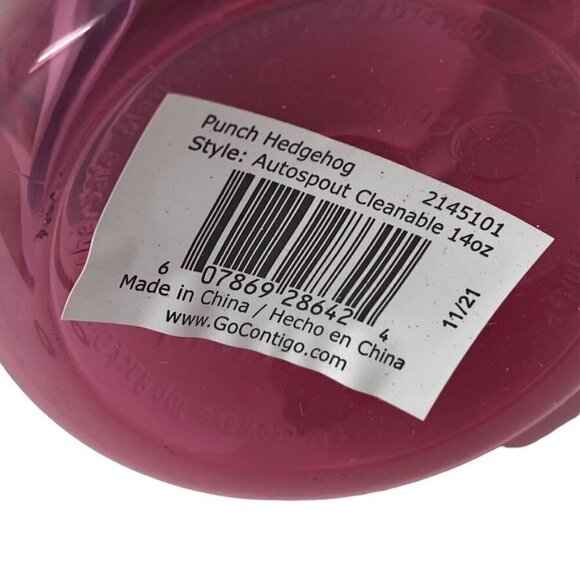 Punch Hedgehog 2145101
Style: Autospout Cleanable 14oz
6 07869 28642 4
11/21
Made in China / Hecho en China
www.GoContigo.com